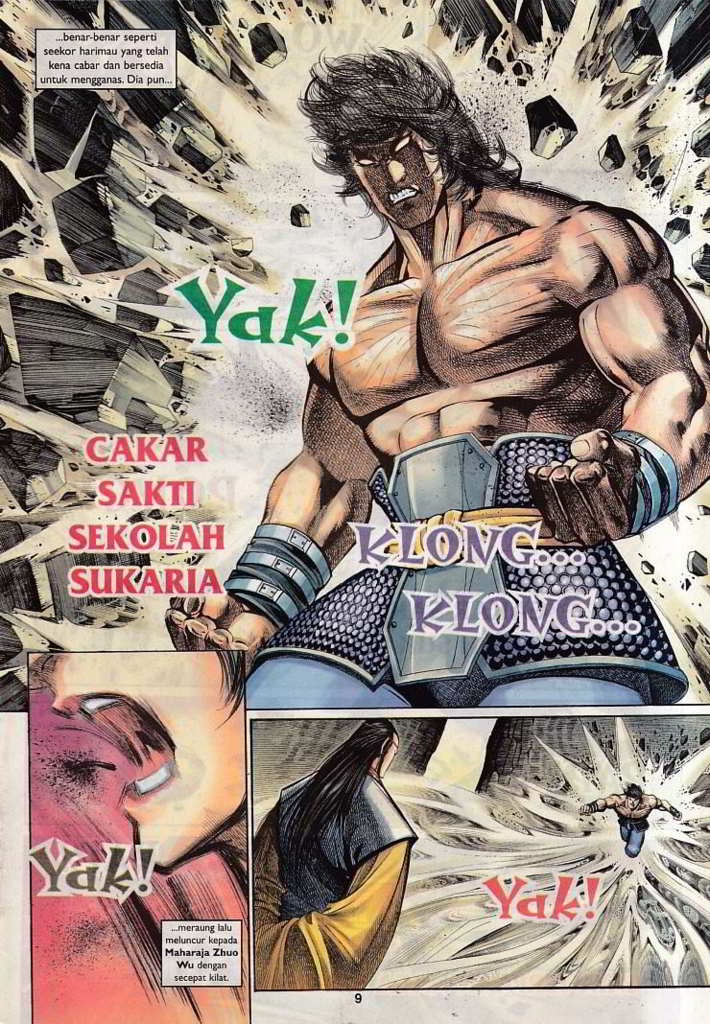 ...benar-benar seperti
seekor harimau yang telah
kena cabar dan bersedia
untuk mengganas. Dia pun...
Yak!
CAKAR
SAKTI
SEKOLAH
SUKARIA
KLONG...
KLONG...
Yak!
...meraung lalu
meluncur kepada
Maharaja Zhuo
Wu dengan
secepat kilat.
Yak!
9